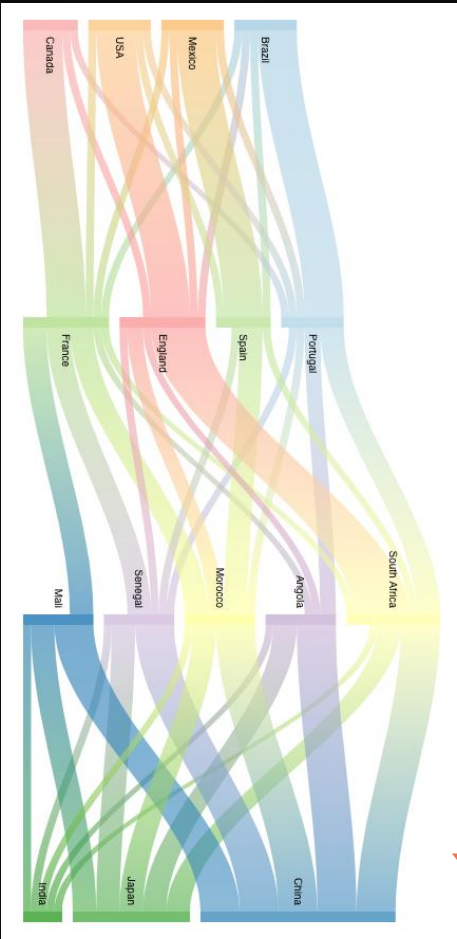 Canada
USA
Mexico
Brazil
France
England
Spain
Portugal
Mali
Senegal
Morocco
Angola
South Africa
India
Japan
China